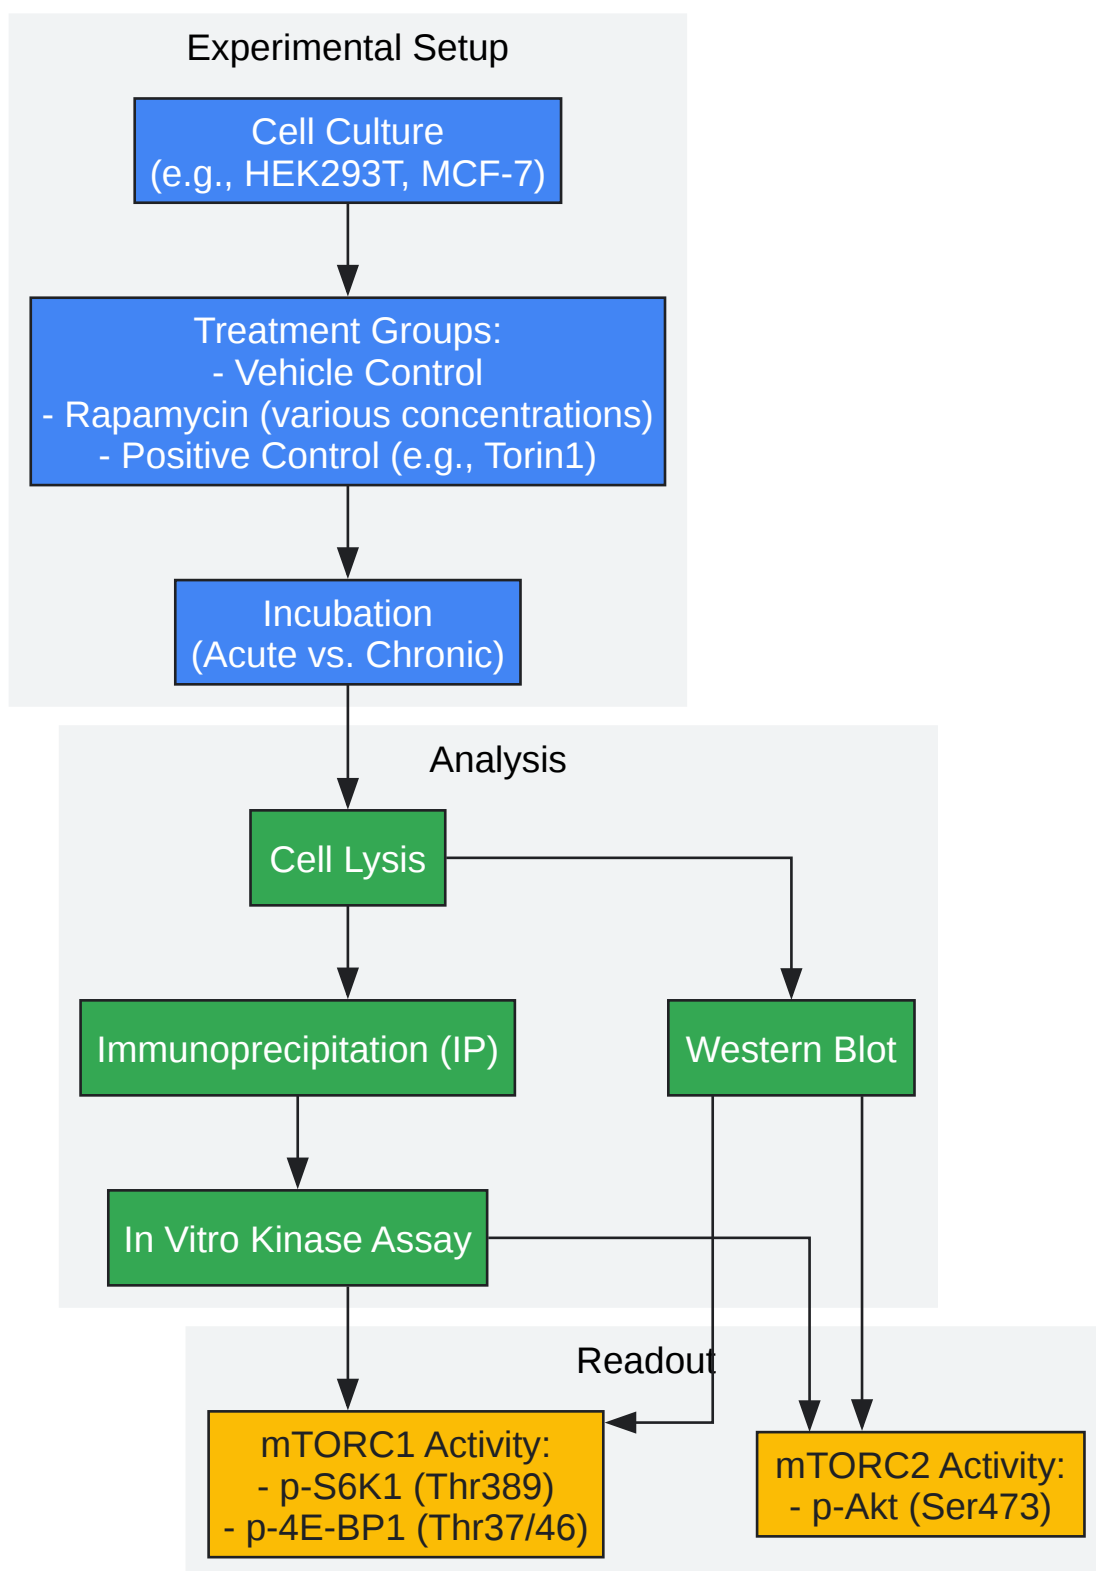 Experimental Setup
Cell Culture
(e.g., HEK293T, MCF-7)
Treatment Groups:
- Vehicle Control
- Rapamycin (various concentrations)
- Positive Control (e.g., Torin1)
Incubation
(Acute vs. Chronic)
Analysis
Cell Lysis
Immunoprecipitation (IP)
Western Blot
In Vitro Kinase Assay
Readout
mTORC1 Activity:
- p-S6K1 (Thr389)
- p-4E-BP1 (Thr37/46)
mTORC2 Activity:
- p-Akt (Ser473)